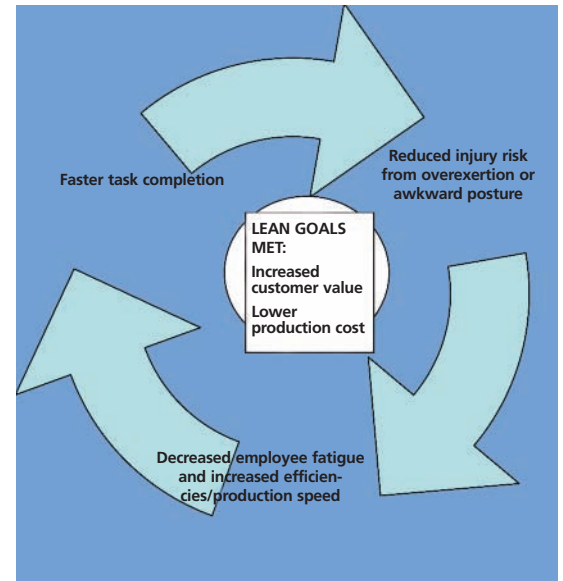 Faster task completion
Reduced injury risk
from overexertion or
awkward posture
LEAN GOALS
MET:
Increased
customer value
Lower
production cost
Decreased employee fatigue
and increased efficien-
cies/production speed